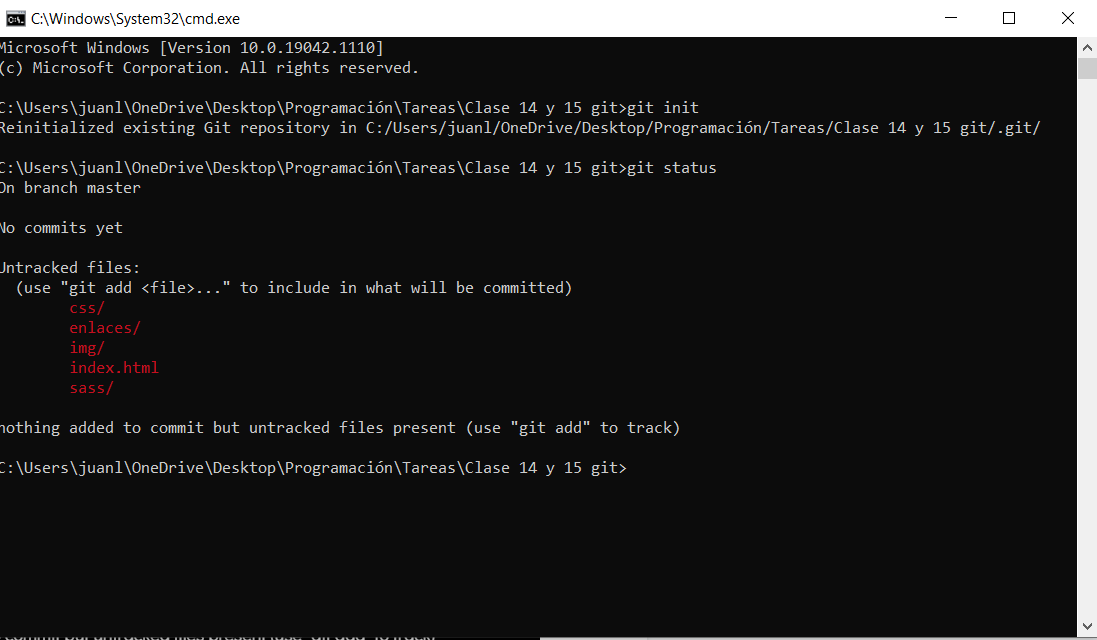 C:\Windows\System32\cmd.exe
Microsoft Windows [Version 10.0.19042.1110]
(c) Microsoft Corporation. All rights reserved.
C:\Users\juanl\OneDrive\Desktop\Programación\Tareas\Clase 14 y 15 git>git init
Reinitialized existing Git repository in C:/Users/juanl/OneDrive/Desktop/Programación/Tareas/Clase 14 y 15 git/.git/
C:\Users\juanl\OneDrive\Desktop\Programación\Tareas\Clase 14 y 15 git>git status
On branch master
No commits yet
Untracked files:
(use "git add <file>..." to include in what will be committed)
css/
enlaces/
img/
index.html
sass/
nothing added to commit but untracked files present (use "git add" to track)
C:\Users\juanl\OneDrive\Desktop\Programación\Tareas\Clase 14 y 15 git>